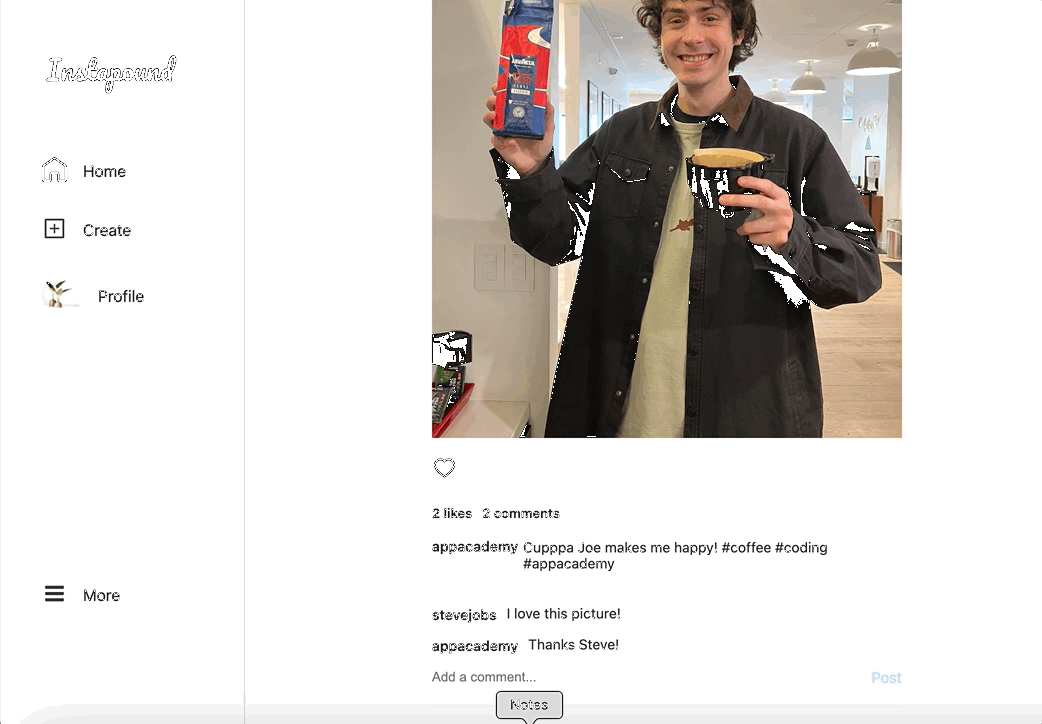 Instapound
Home
Create
Profile
More
LAVAZZA
2 likes 2 comments
appacademy Cupppa Joe makes me happy! #coffee #coding
#appacademy
stevejobs I love this picture!
appacademy Thanks Steve!
Add a comment...
Post
Notes